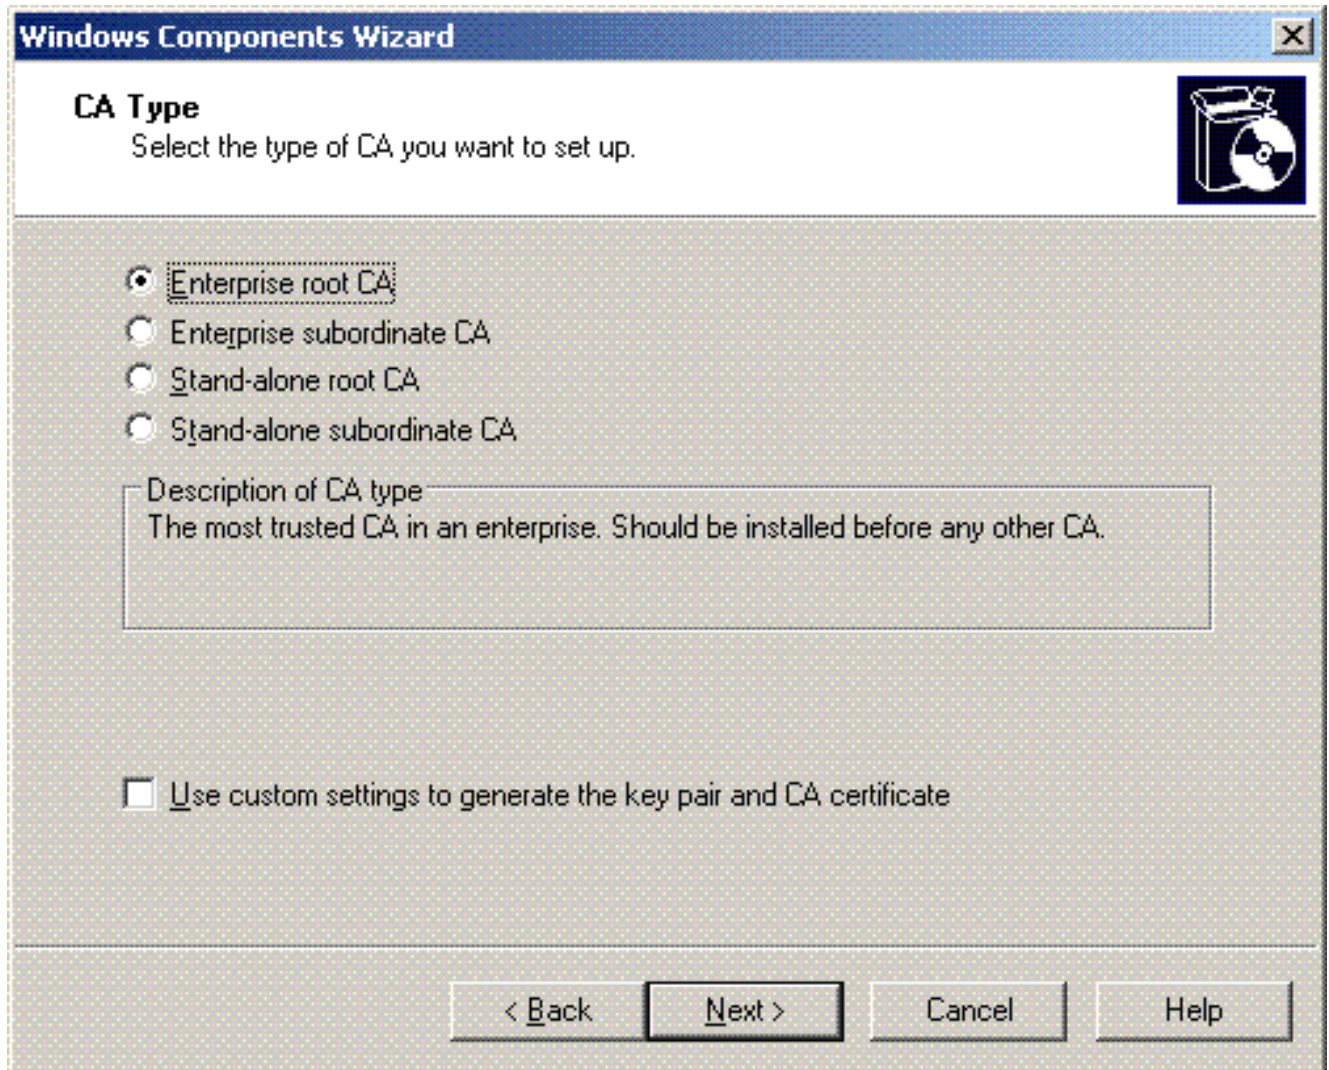 Windows Components Wizard
CA Type
Select the type of CA you want to set up.
Enterprise root CA
Enterprise subordinate CA
Stand-alone root CA
Stand-alone subordinate CA
Description of CA type
The most trusted CA in an enterprise. Should be installed before any other CA.
Use custom settings to generate the key pair and CA certificate
< Back Next > Cancel Help